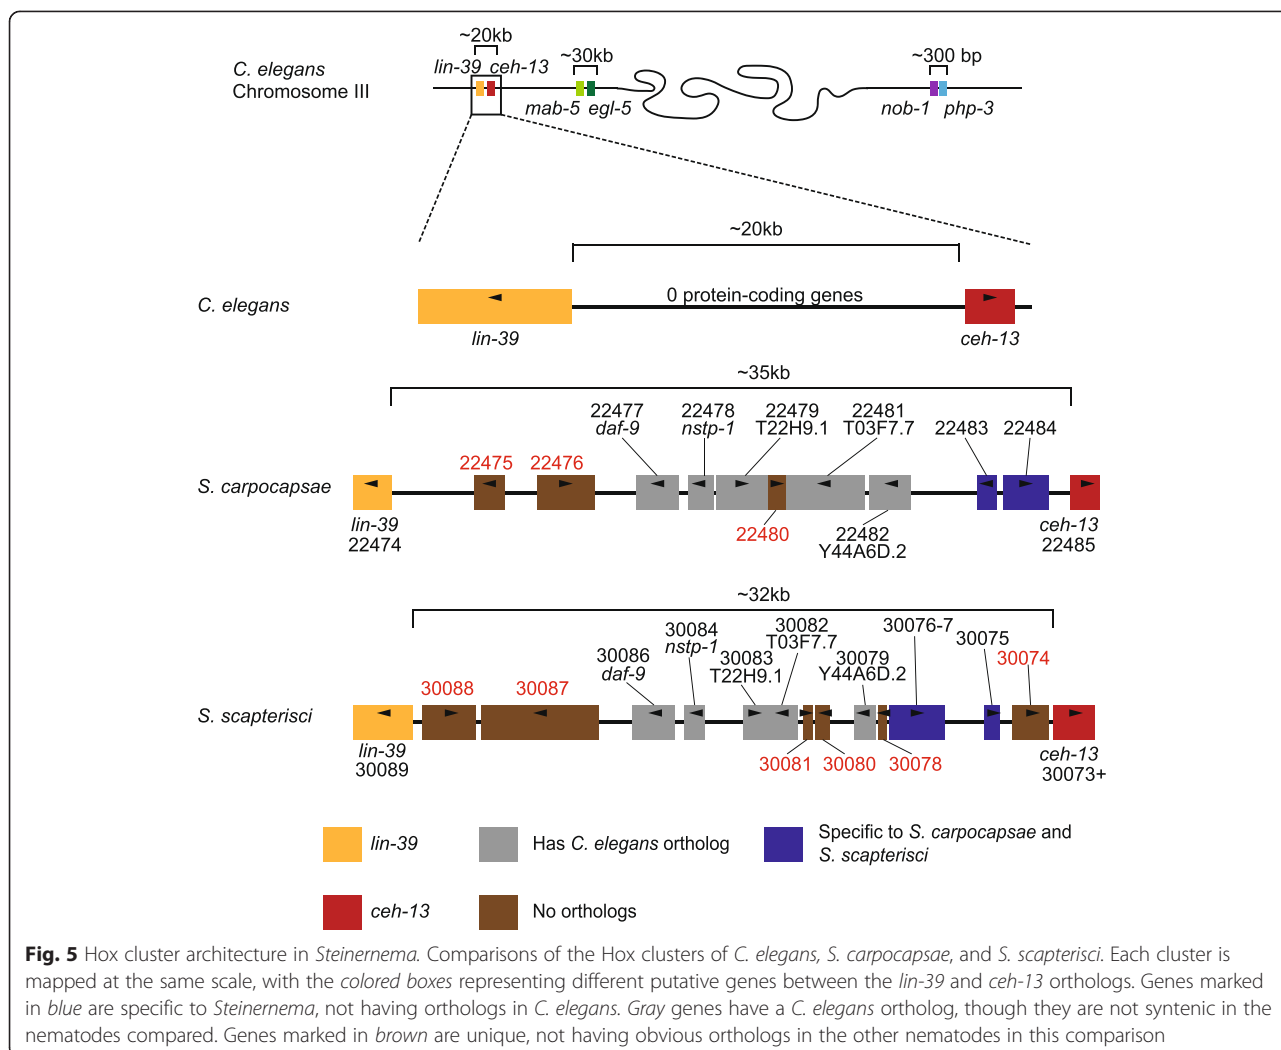 ~20kb
~30kb
~300 bp
C. elegans
Chromosome III
lin-39 ceh-13
mab-5 egl-5
nob-1 php-3
~20kb
C. elegans
0 protein-coding genes
lin-39
ceh-13
~35kb
22477
daf-9
22478
nstp-1
22479
T22H9.1
22481
T03F7.7
22483
22484
22475
22476
S. carpocapsae
lin-39
22474
22480
22482
Y44A6D.2
ceh-13
22485
~32kb
30086
daf-9
30084
nstp-1
30083
T22H9.1
30082
T03F7.7
30079
Y44A6D.2
30076-7
30075
30074
30088
30087
S. scapterisci
lin-39
30089
30081
30080
30078
ceh-13
30073+
lin-39
Has C. elegans ortholog
Specific to S. carpocapsae and
S. scapterisci
ceh-13
No orthologs
Fig. 5 Hox cluster architecture in Steinernema. Comparisons of the Hox clusters of C. elegans, S. carpocapsae, and S. scapterisci. Each cluster is
mapped at the same scale, with the colored boxes representing different putative genes between the lin-39 and ceh-13 orthologs. Genes marked
in blue are specific to Steinernema, not having orthologs in C. elegans. Gray genes have a C. elegans ortholog, though they are not syntenic in the
nematodes compared. Genes marked in brown are unique, not having obvious orthologs in the other nematodes in this comparison